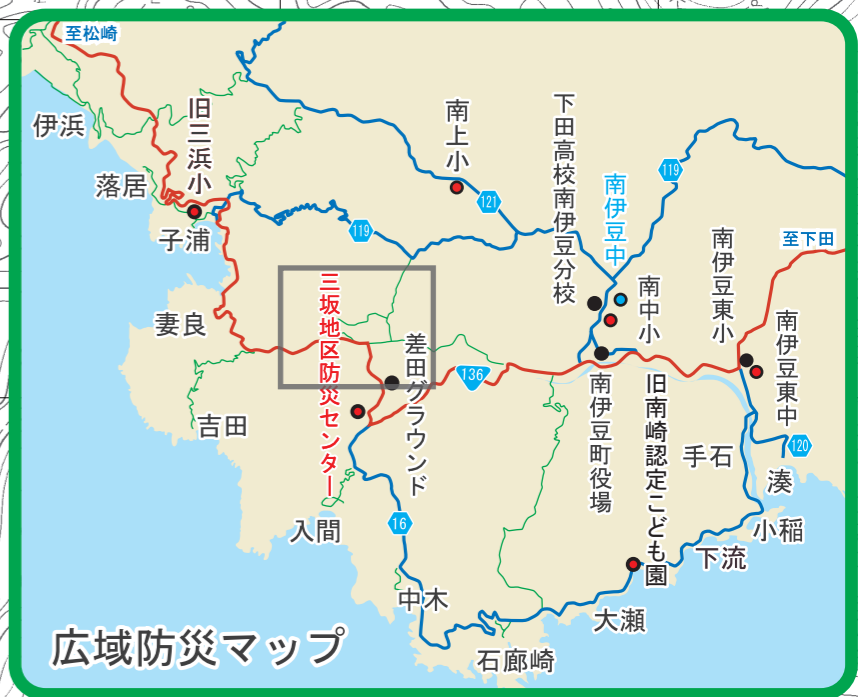 至松崎
伊浜
旧三浜小
落居
子浦
妻良
吉田
119
南上小
121
下田高校南伊豆分校
南伊豆中
119
南中小
南伊豆東小
至下田
南伊豆東中
三坂地区防災センター
差田グラウンド
136
南伊豆町役場
旧南崎認定こども園
手石
120
湊
小稲
下流
入間
16
中木
大瀬
石廊崎
広域防災マップ